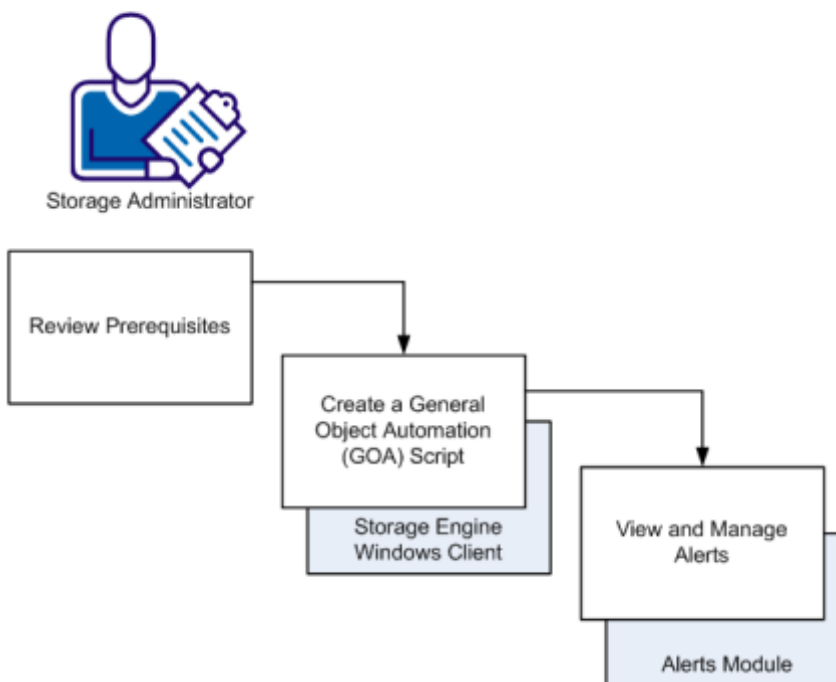 Storage Administrator
Review Prerequisites
Create a General
Object Automation
(GOA) Script
Storage Engine
Windows Client
View and Manage
Alerts
Alerts Module